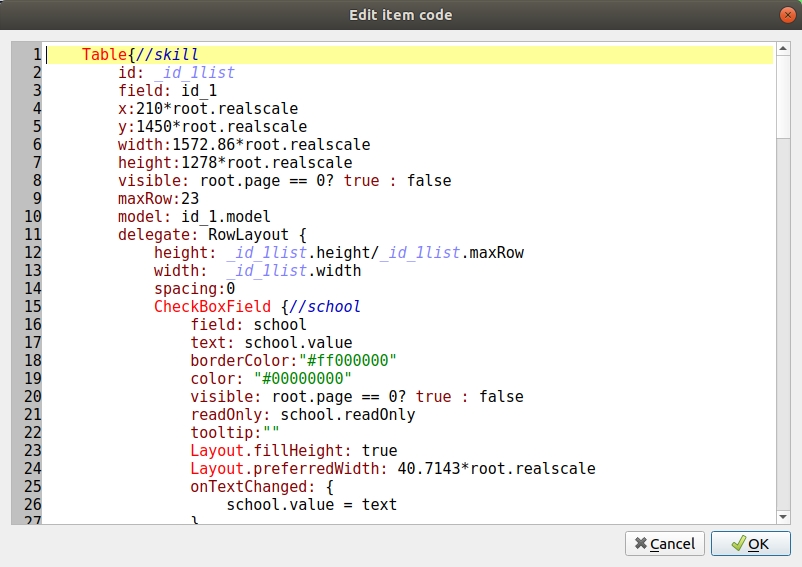 Edit item code
1 Table{//skill
2 id: _id_1list
3 field: id_1
4 x:210*root.realscale
5 y:1450*root.realscale
6 width:1572.86*root.realscale
7 height:1278*root.realscale
8 visible: root.page == 0? true : false
9 maxRow:23
10 model: id_1.model
11 delegate: RowLayout {
12 height: _id_1list.height/_id_1list.maxRow
13 width:  _id_1list.width
14 spacing:0
15 CheckBoxField {//school
16 field: school
17 text: school.value
18 borderColor:"#ff000000"
19 color: "#00000000"
20 visible: root.page == 0? true : false
21 readOnly: school.readOnly
22 tooltip:""
23 Layout.fillHeight: true
24 Layout.preferredWidth: 40.7143*root.realscale
25 onTextChanged: {
26 school.value = text
27 }
Cancel OK